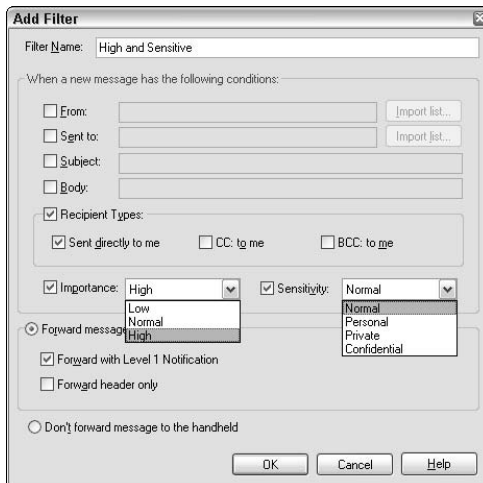 Add Filter
Filter Name: High and Sensitive
When a new message has the following conditions:
From: Import list...
Sent to: Import list...
Subject:
Body:
Recipient Types:
Sent directly to me CC: to me BCC: to me
Importance: High Sensitivity: Normal
Low Normal
Normal Personal
High Private
Confidential
Forward messag
Forward with Level 1 Notification
Forward header only
Don't forward message to the handheld
OK Cancel Help